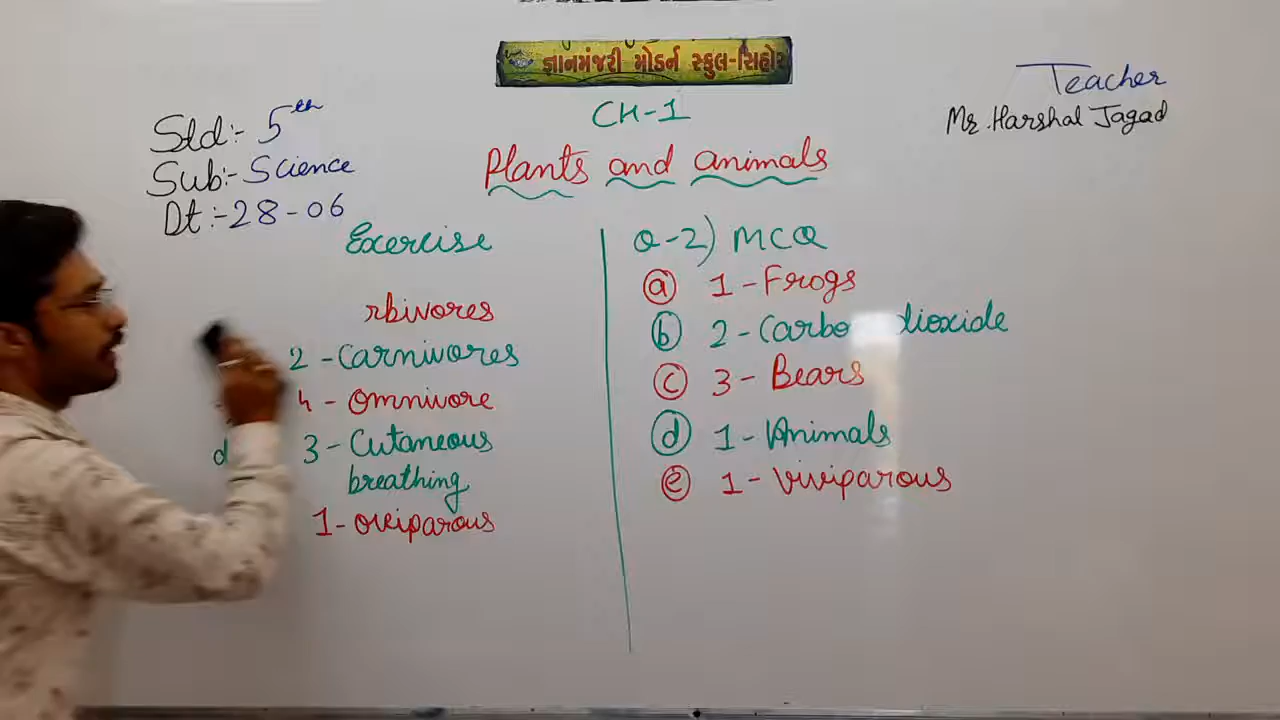 જ્ઞાનમંજરી મોડર્ન સ્કુલ-સિહોર
CH-1
Plants and animals
Std:- 5th
Sub:- Science
Dt:- 28-06
Teacher
Mr. Harshal Jagad
Exercise
rbivores
2 - Carnivores
4 - Omnivore
d 3 - Cutaneous
breathing
1 - oviparous
Q-2) MCQ
a 1 - Frogs
b 2 - Carbo dioxide
c 3 - Bears
d 1 - Animals
e 1 - Viviparous